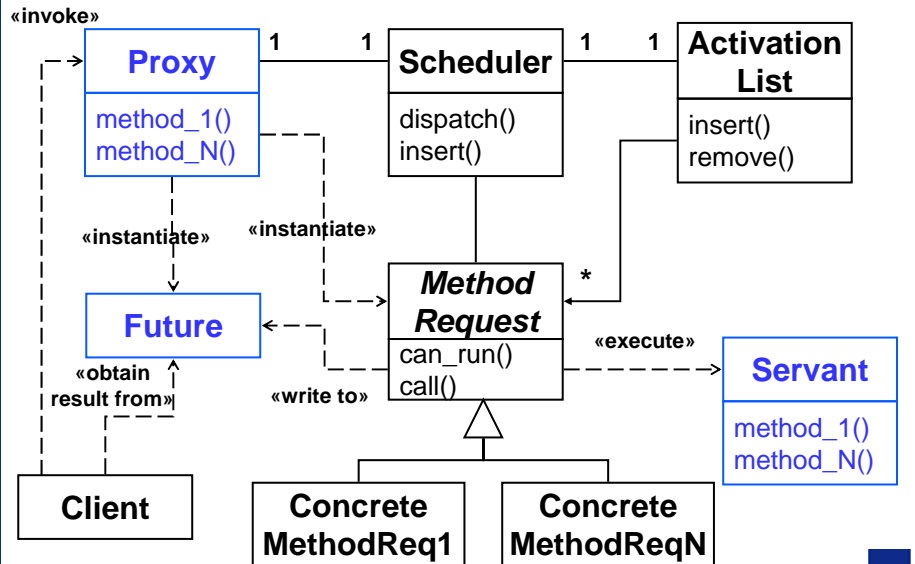 «invoke»
Proxy
method_1()
method_N()
1
1
Scheduler
dispatch()
insert()
1
1
Activation
List
insert()
remove()
«instantiate»
«instantiate»
Future
Method
Request
can_run()
call()
*
«obtain
result from»
«write to»
«execute»
Servant
method_1()
method_N()
Client
Concrete
MethodReq1
Concrete
MethodReqN